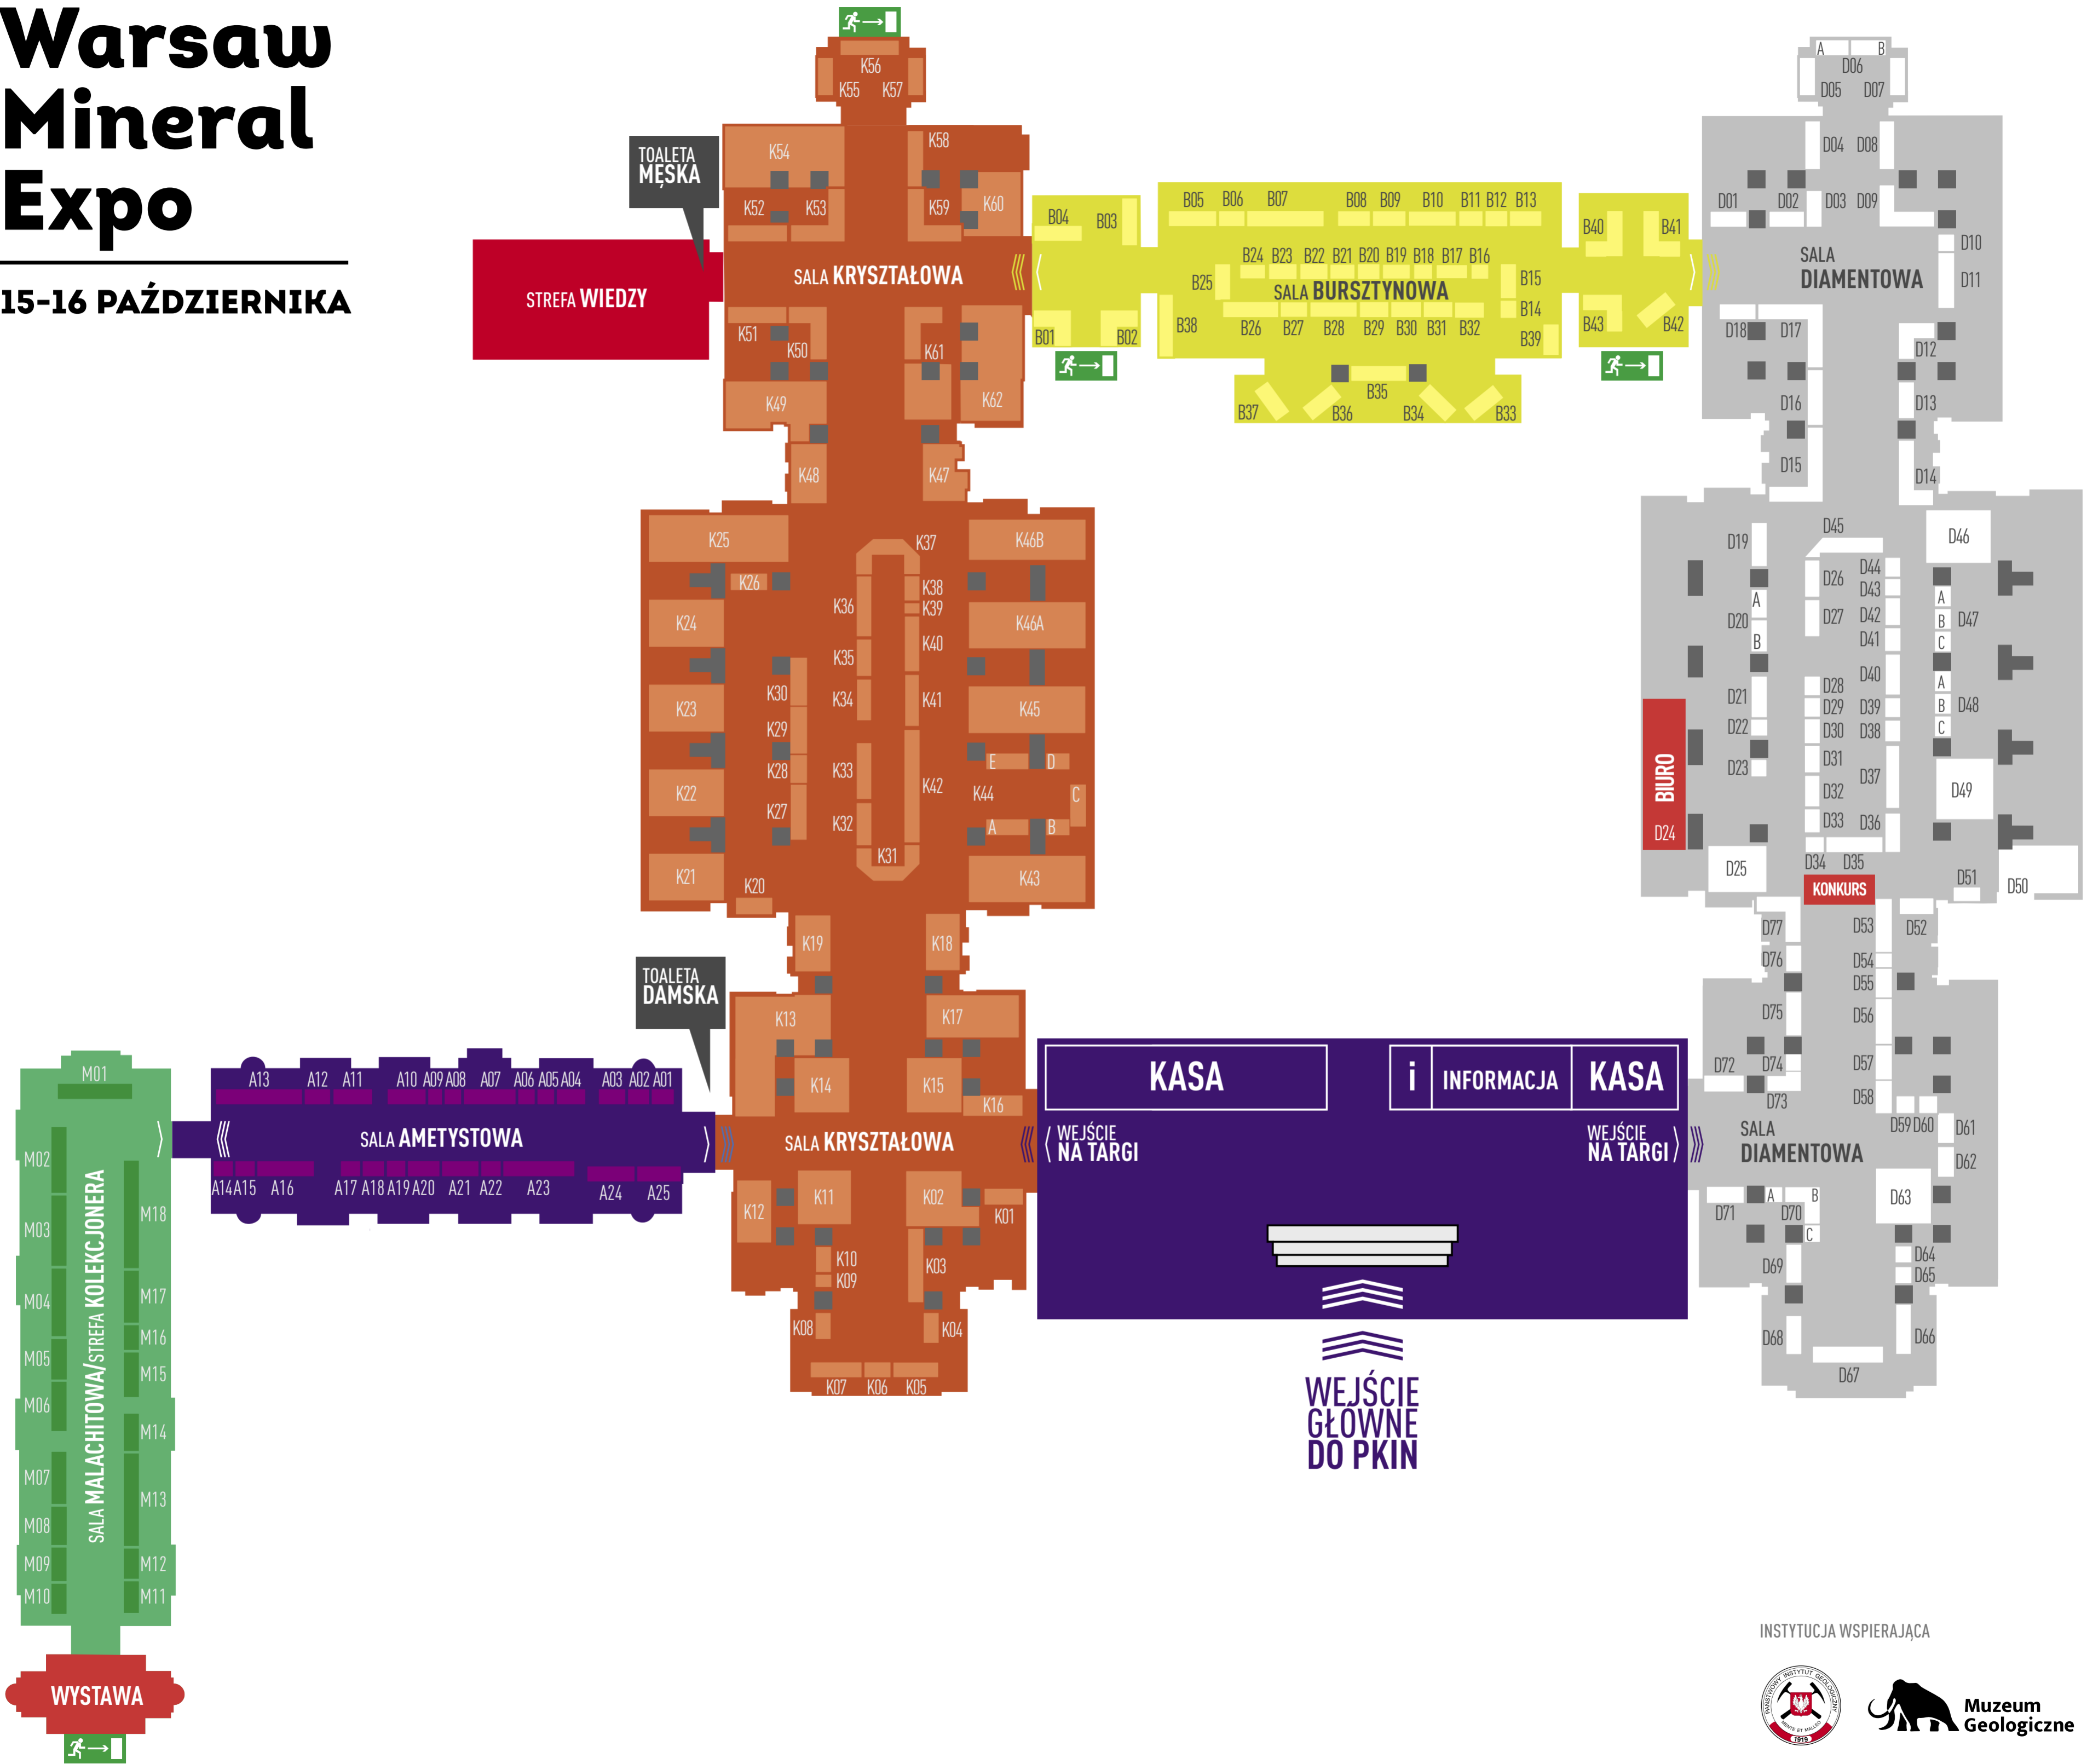 Warsaw
Mineral
Expo
15-16 PAŹDZIERNIKA
K56
K55 K57
TOALETA
MĘSKA
K54
K58
K52 K53 K59 K60
STREFA WIEDZY
SALA KRYSZTAŁOWA
K51 K50 K61
K49 K62
K48 K47
K25 K37 K46B
K26 K38
K36 K39
K24 K46A
K40
K35
K30 K34 K41
K23 K45
K29
E D
K28 K33 K42
K22 K44 C
K27 K32 A B
K31
K21 K43
K20
K19 K18
TOALETA
DAMSKA
K13 K17
K14 K15
K16
SALA KRYSZTAŁOWA
K12 K11 K02 K01
K10 K03
K09
K08 K04
K07 K06 K05
B04 B03
B01 B02
B05 B06 B07 B08 B09 B10 B11 B12 B13
B24 B23 B22 B21 B20 B19 B18 B17 B16
B25 SALA BURSZTYNOWA B15
B14
B38 B26 B27 B28 B29 B30 B31 B32 B39
B37 B36 B35 B34 B33
B40 B41
B43 B42
A B
D06
D05 D07
D04 D08
D01 D02 D03 D09
D10
SALA
DIAMENTOWA
D11
D18 D17 D12
D16 D13
D15 D14
D45
D19 D46
D26 D44
D43
A A
D20 D27 D42 B D47
B D41 C
D40 A
D21 D28
D29 D39 B D48
D22 D30 D38 C
D23 D31
D37
BIURO
D32 D49
D24 D33 D36
D25 D34 D35 D51 D50
KONKURS
D77 D53 D52
D76 D54
D55
D75 D56
D72 D74 D57
D73 D58
D59 D60 D61
SALA
DIAMENTOWA
D62
A B D63
D71 D70
C
D69 D64
D65
D68 D66
D67
KASA
i INFORMACJA KASA
WEJŚCIE
NA TARGI
WEJŚCIE
NA TARGI
WEJŚCIE
GŁÓWNE
DO PKIN
A13 A12 A11 A10 A09 A08 A07 A06 A05 A04 A03 A02 A01
SALA AMETYSTOWA
A14 A15 A16 A17 A18 A19 A20 A21 A22 A23 A24 A25
M01
M02
M18
M03
M04 M17
M16
M05 M15
M06
M14
M07
M13
M08
M09 M12
M10 M11
SALA MALACHITOWA/STREFA KOLEKCJONERA
WYSTAWA
INSTYTUCJA WSPIERAJĄCA
PAŃSTWOWY INSTYTUT GEOLOGICZNY
MENTE ET MALLEO
1919
Muzeum
Geologiczne